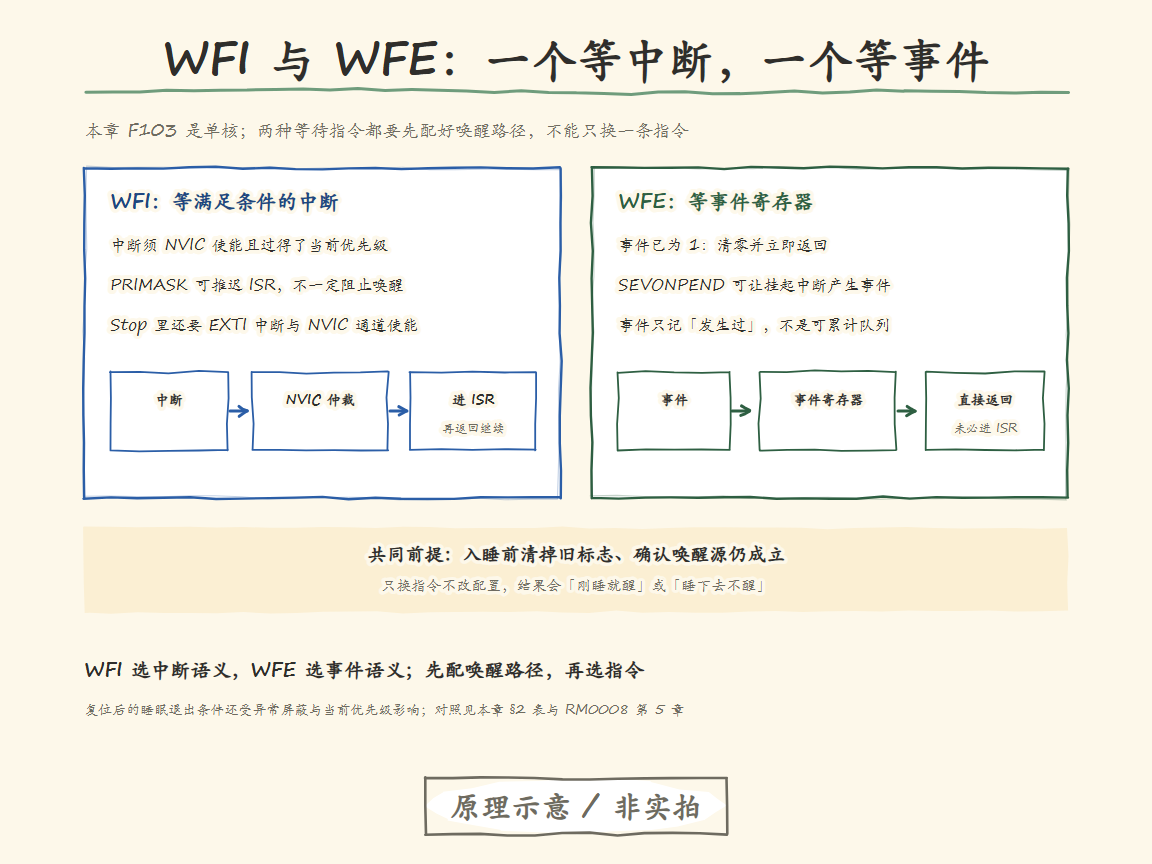 WFI 与 WFE：一个等中断，一个等事件
本章 F103 是单核；两种等待指令都要先配好唤醒路径，不能只换一条指令
WFI：等满足条件的中断
中断须 NVIC 使能且过得了当前优先级
PRIMASK 可推迟 ISR，不一定阻止唤醒
Stop 里还要 EXTI 中断与 NVIC 通道使能
中断
NVIC 仲裁
进 ISR
再返回继续
WFE：等事件寄存器
事件已为 1：清零并立即返回
SEVONPEND 可让挂起中断产生事件
事件只记「发生过」，不是可累计队列
事件
事件寄存器
直接返回
未必进 ISR
共同前提：入睡前清掉旧标志、确认唤醒源仍成立
只换指令不改配置，结果会「刚睡就醒」或「睡下去不醒」
WFI 选中断语义，WFE 选事件语义；先配唤醒路径，再选指令
复位后的睡眠退出条件还受异常屏蔽与当前优先级影响；对照见本章 §2 表与 RM0008 第 5 章
原理示意 / 非实拍